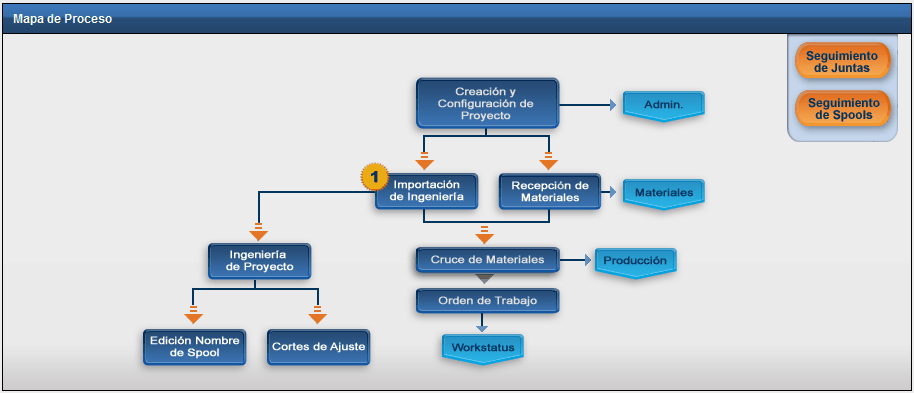 Mapa de Proceso
Seguimiento
de Juntas
Seguimiento
de Spools
Creación y
Configuración de
Proyecto
Admin.
1
Importación
de Ingeniería
Recepción de
Materiales
Materiales
Ingeniería
de Proyecto
Cruce de Materiales
Producción
Orden de Trabajo
Edición Nombre
de Spool
Cortes de Ajuste
Workstatus